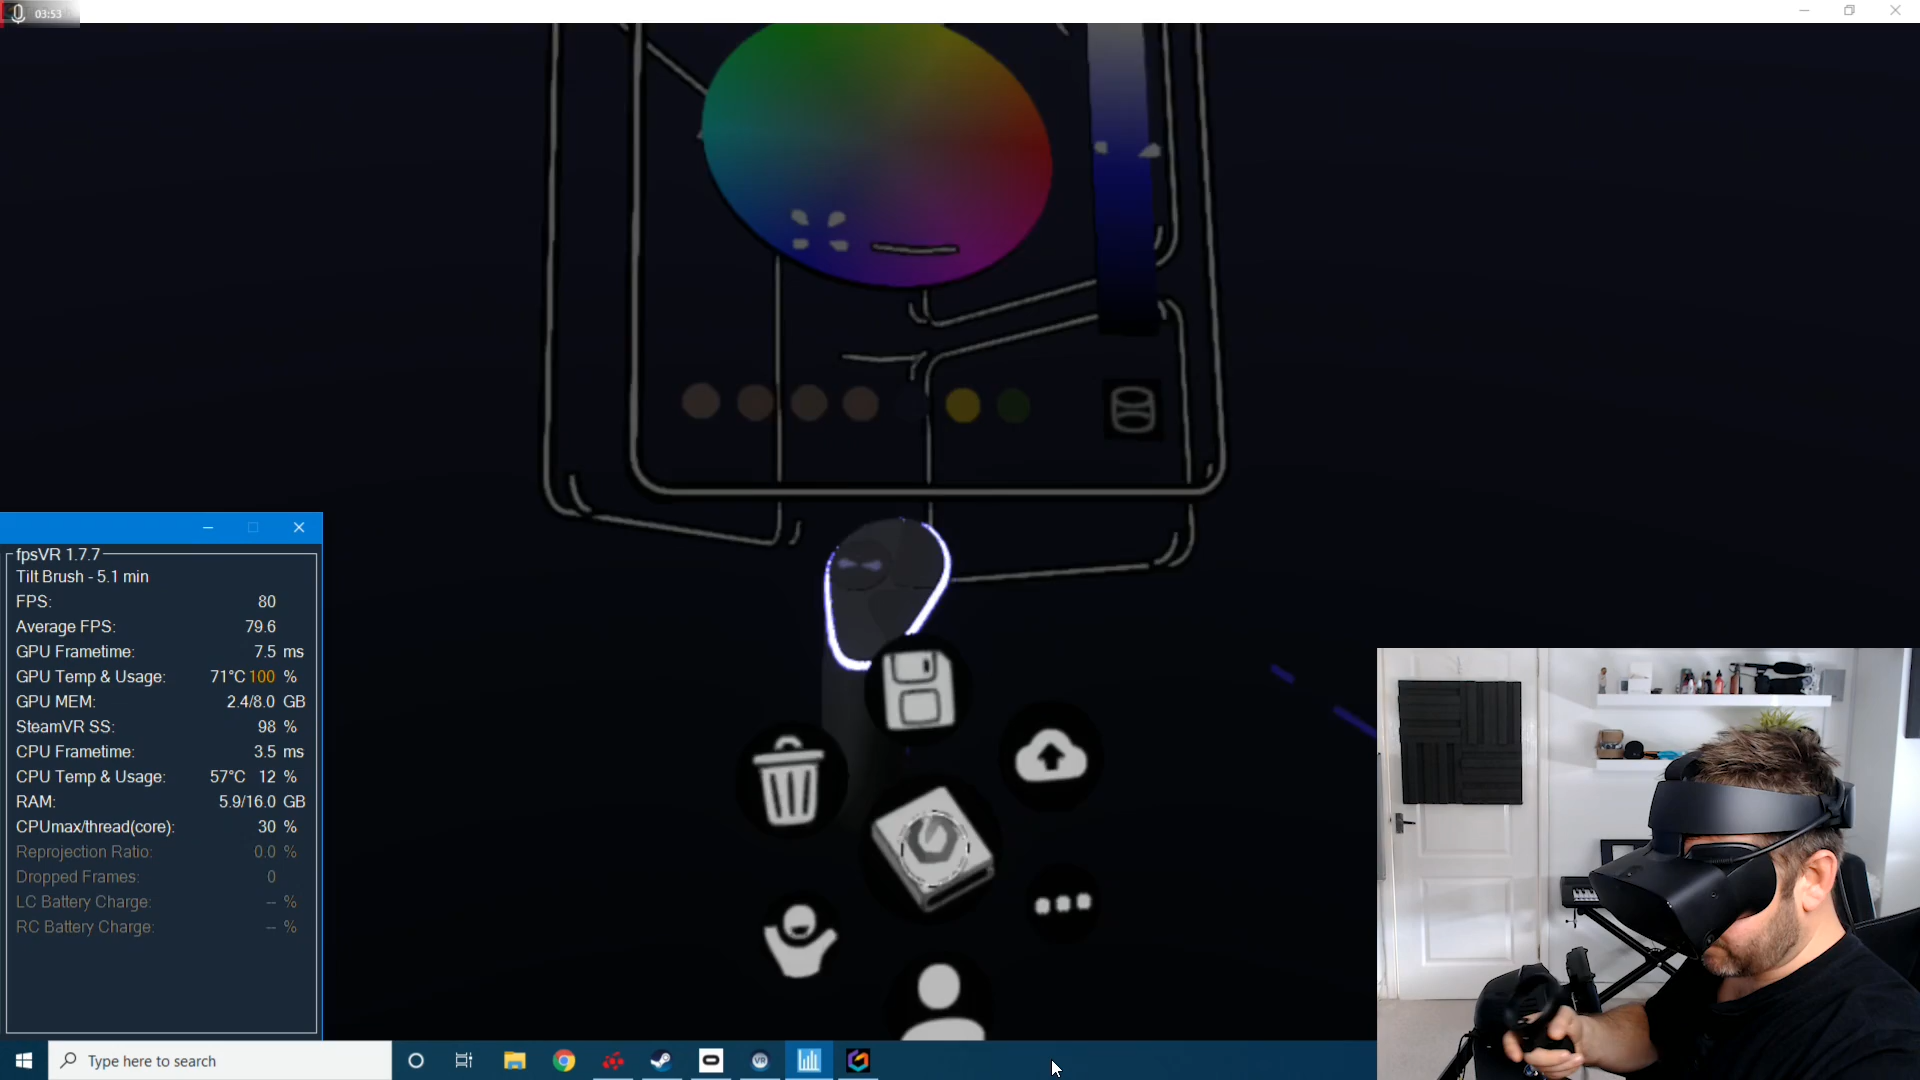 03:53
fpsVR 1.7.7
Tilt Brush - 5.1 min
FPS: 80
Average FPS: 79.6
GPU Frametime: 7.5 ms
GPU Temp & Usage: 71°C 100 %
GPU MEM: 2.4/8.0 GB
SteamVR SS: 98 %
CPU Frametime: 3.5 ms
CPU Temp & Usage: 57°C 12 %
RAM: 5.9/16.0 GB
CPUmax/thread(core): 30 %
Reprojection Ratio: 0.0 %
Dropped Frames: 0
LC Battery Charge: -- %
RC Battery Charge: -- %
Type here to search
VR